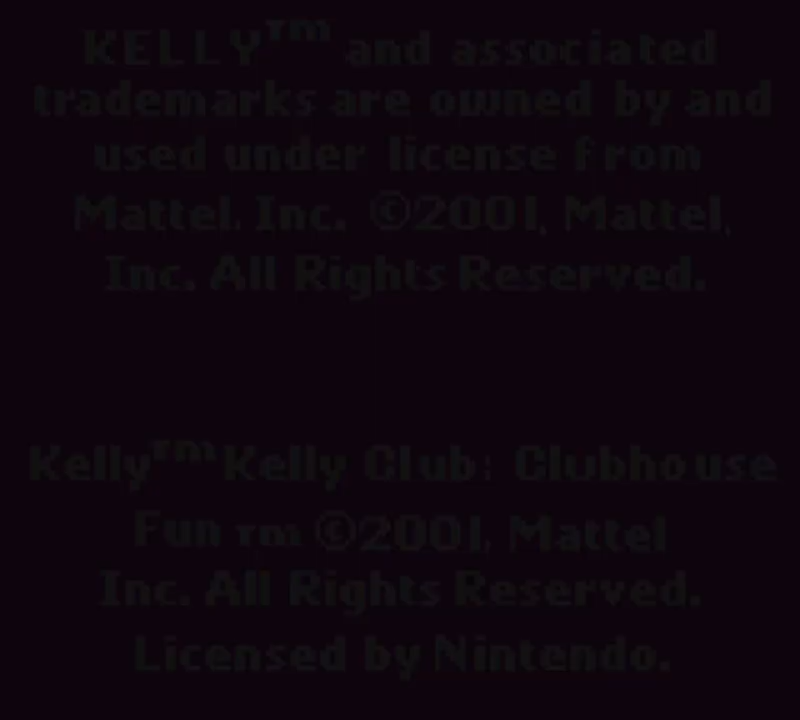 KELLY™ and associated
trademarks are owned by and
used under license from
Mattel, Inc. ©2001, Mattel,
Inc. All Rights Reserved.
Kelly™ Kelly Club: Clubhouse
Fun ™ ©2001, Mattel
Inc. All Rights Reserved.
Licensed by Nintendo.